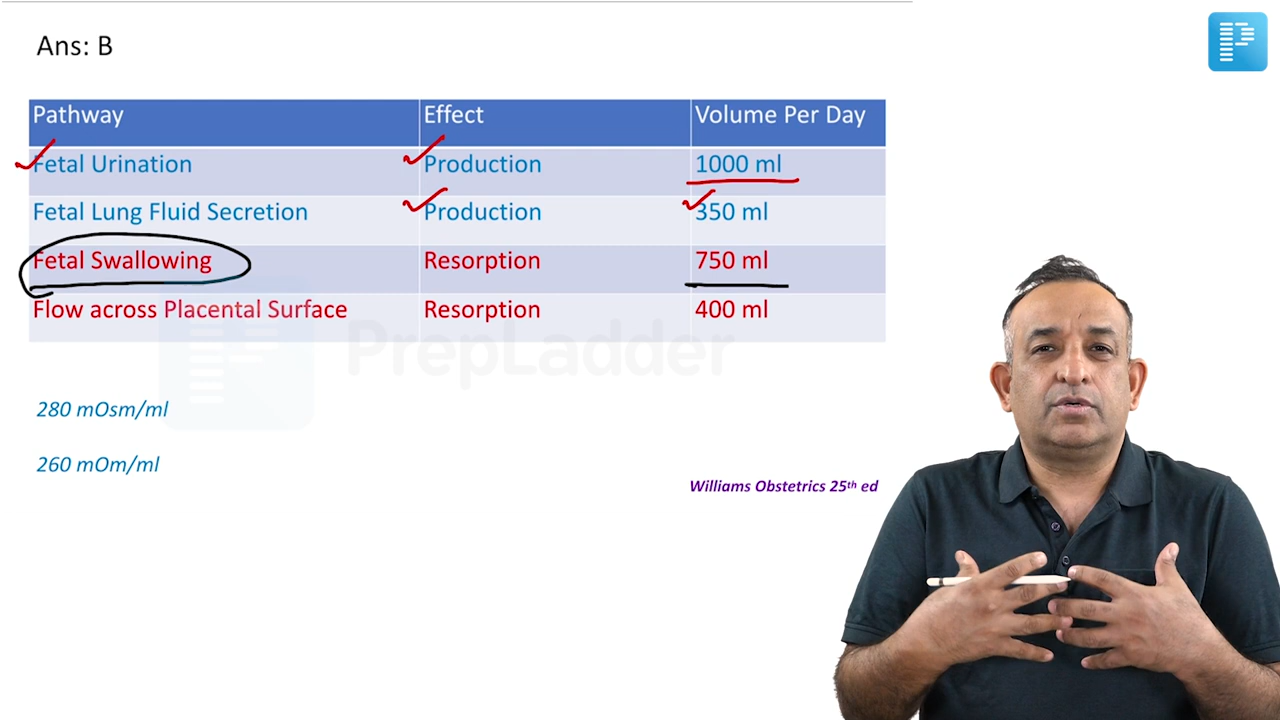 Ans: B
Pathway Effect Volume Per Day
Fetal Urination Production 1000 ml
Fetal Lung Fluid Secretion Production 350 ml
Fetal Swallowing Resorption 750 ml
Flow across Placental Surface Resorption 400 ml
PrepLadder
280 mOsm/ml
260 mOm/ml
Williams Obstetrics 25th ed